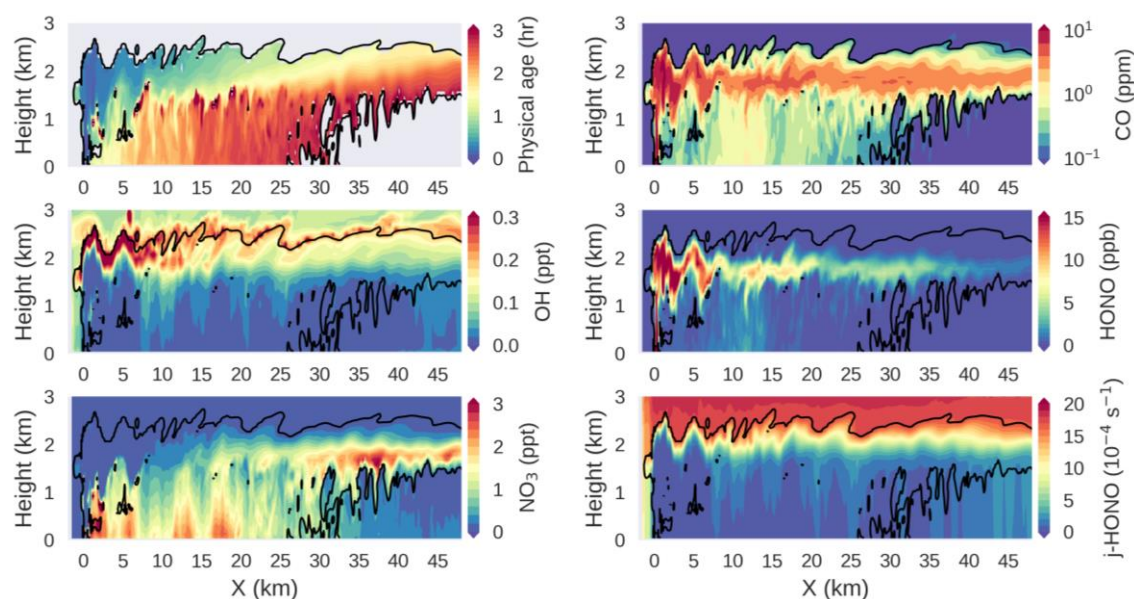 3
2
1
0
Height (km)
0 5 10 15 20 25 30 35 40 45
3
2
1
0
Physical age (hr)
3
2
1
0
Height (km)
0 5 10 15 20 25 30 35 40 45
10¹
10⁰
10⁻¹
CO (ppm)
3
2
1
0
Height (km)
0 5 10 15 20 25 30 35 40 45
0.3
0.2
0.1
0.0
OH (ppt)
3
2
1
0
Height (km)
0 5 10 15 20 25 30 35 40 45
15
10
5
0
HONO (ppb)
3
2
1
0
Height (km)
0 5 10 15 20 25 30 35 40 45
X (km)
3
2
1
0
NO₃ (ppt)
3
2
1
0
Height (km)
0 5 10 15 20 25 30 35 40 45
X (km)
20
15
10
5
0
j-HONO (10⁻⁴ s⁻¹)